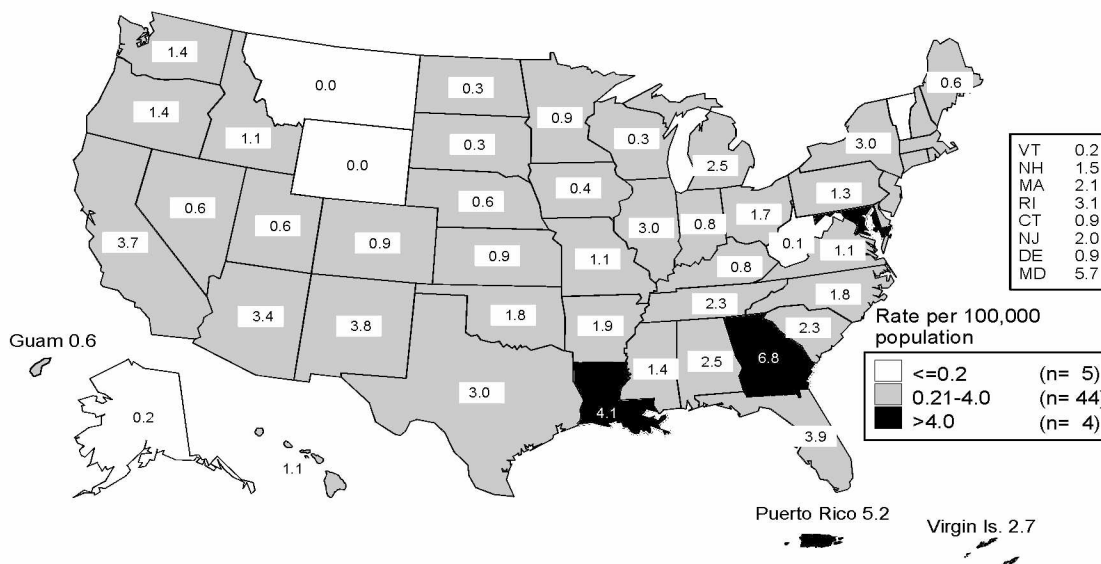 1.4
0.0
0.3
0.9
0.6
1.4
1.1
0.3
0.3
2.5
3.0
0.0
0.6
0.4
1.3
VT 0.2
NH 1.5
MA 2.1
RI 3.1
CT 0.9
NJ 2.0
DE 0.9
MD 5.7
3.7
0.6
0.6
0.9
0.9
1.1
3.0
0.8
1.7
0.1
1.1
0.8
3.4
3.8
1.8
1.9
2.3
1.8
2.3
3.0
4.1
1.4
2.5
6.8
3.9
Rate per 100,000
population
<=0.2 (n= 5)
0.21-4.0 (n= 44)
>4.0 (n= 4)
Guam 0.6
0.2
1.1
Puerto Rico 5.2
Virgin Is. 2.7